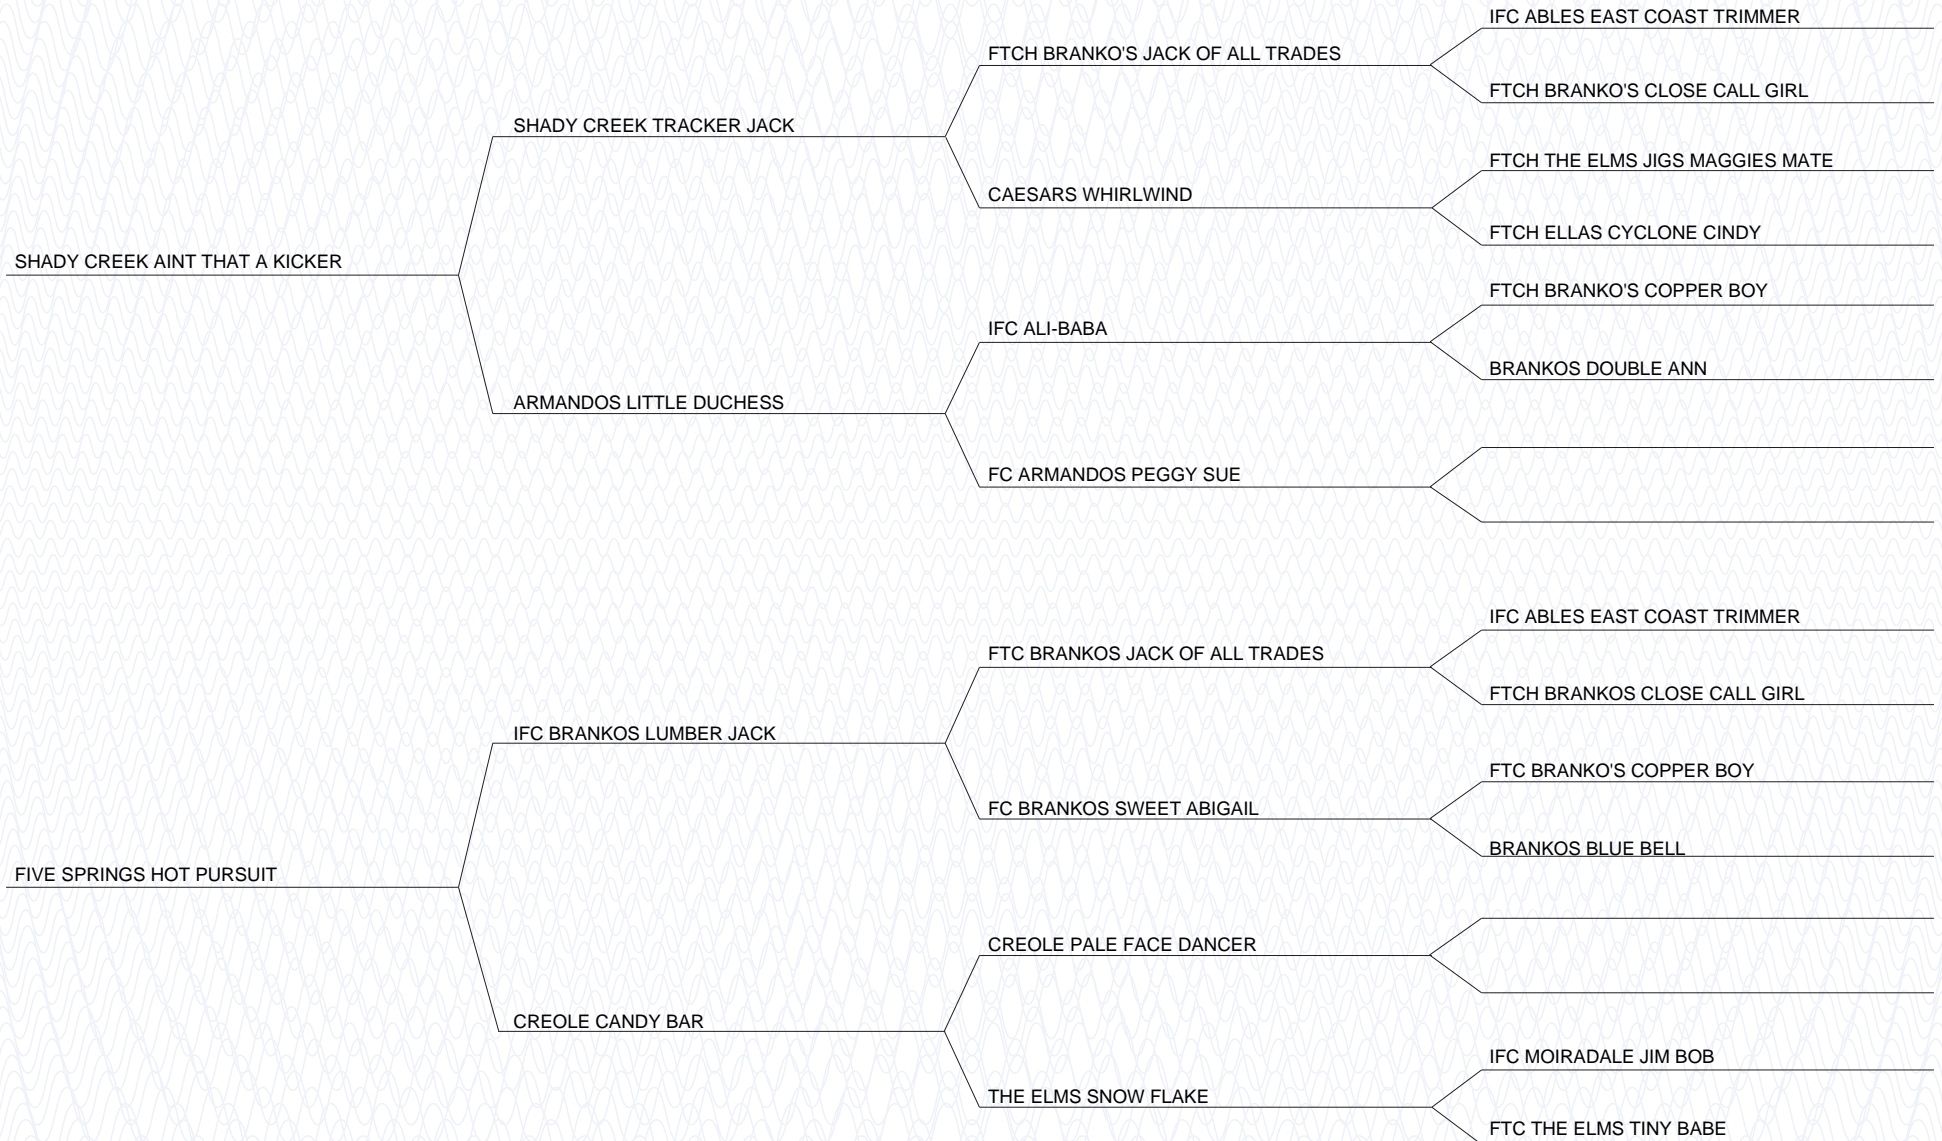 IFC ABLES EAST COAST TRIMMER
FTCH BRANKO'S JACK OF ALL TRADES
FTCH BRANKO'S CLOSE CALL GIRL
SHADY CREEK TRACKER JACK
FTCH THE ELMS JIGS MAGGIES MATE
CAESARS WHIRLWIND
FTCH ELLAS CYCLONE CINDY
SHADY CREEK AINT THAT A KICKER
FTCH BRANKO'S COPPER BOY
IFC ALI-BABA
BRANKOS DOUBLE ANN
ARMANDOS LITTLE DUCHESS
FC ARMANDOS PEGGY SUE
IFC ABLES EAST COAST TRIMMER
FTC BRANKOS JACK OF ALL TRADES
FTCH BRANKOS CLOSE CALL GIRL
IFC BRANKOS LUMBER JACK
FTC BRANKO'S COPPER BOY
FC BRANKOS SWEET ABIGAIL
BRANKOS BLUE BELL
FIVE SPRINGS HOT PURSUIT
CREOLE PALE FACE DANCER
CREOLE CANDY BAR
IFC MOIRADALE JIM BOB
THE ELMS SNOW FLAKE
FTC THE ELMS TINY BABE